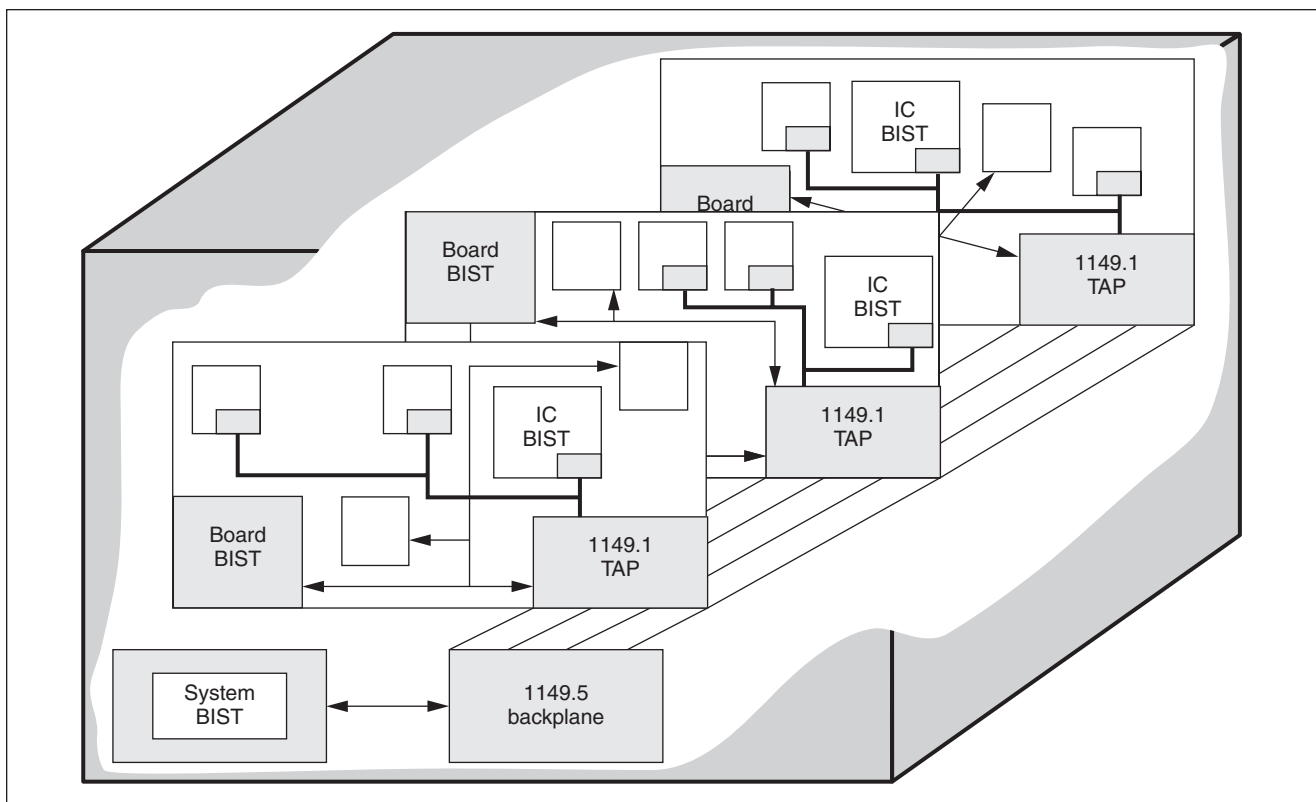 IC
BIST
Board
1149.1
TAP
Board
BIST
IC
BIST
1149.1
TAP
IC
BIST
Board
BIST
1149.1
TAP
System
BIST
1149.5
backplane